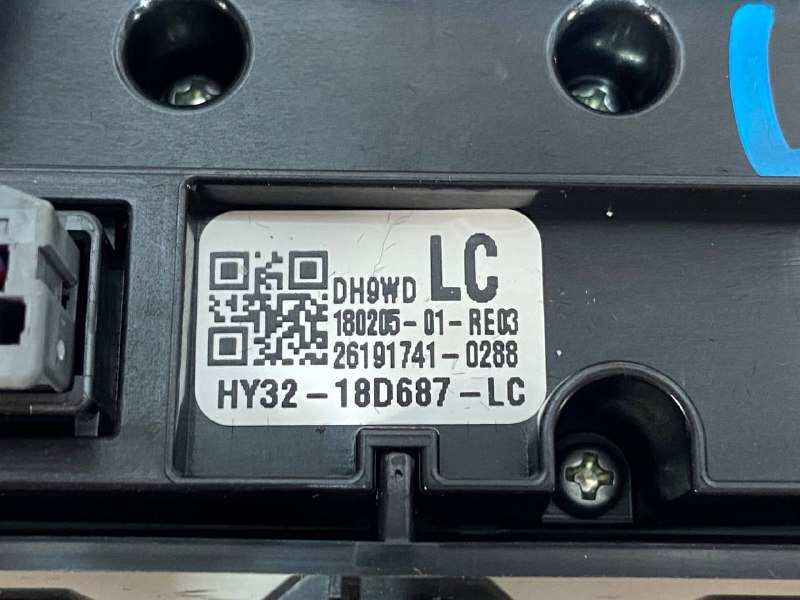 DH9WD LC
180205-01-RE03
26191741-0288
HY32-18D687-LC